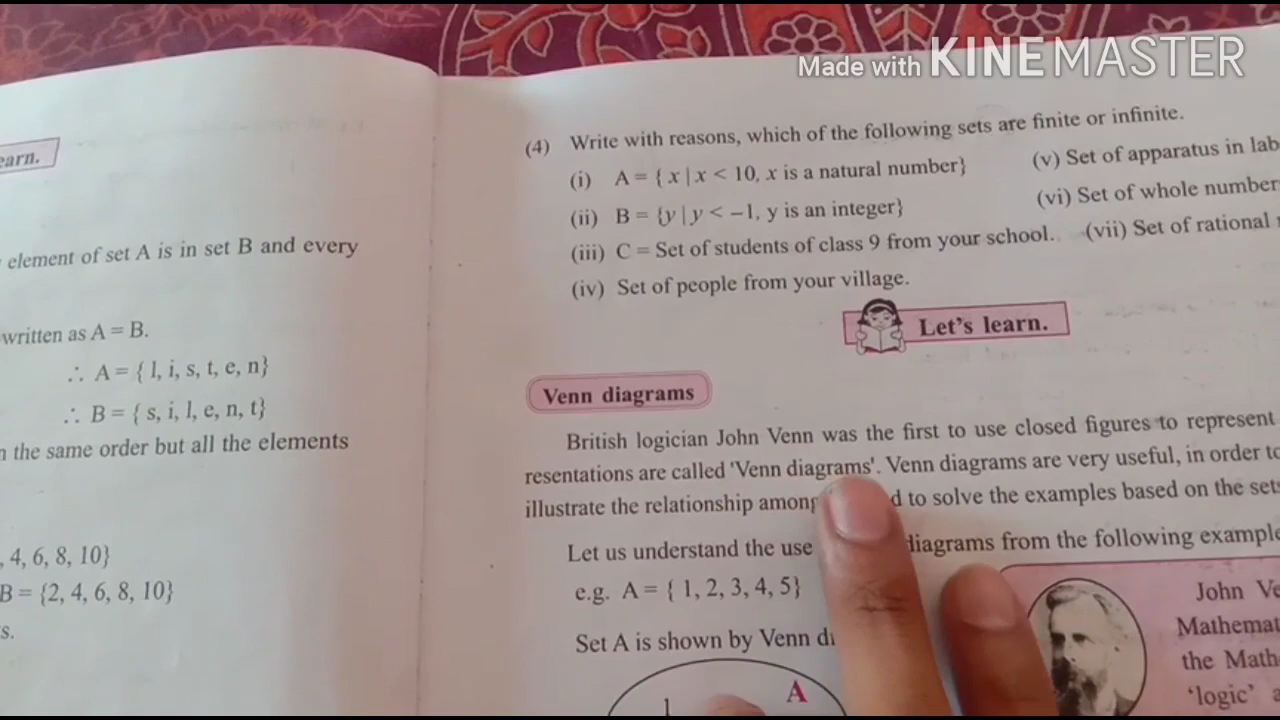 Made with KINEMASTER
earn.
element of set A is in set B and every
written as A = B.
∴ A = { l, i, s, t, e, n}
∴ B = { s, i, l, e, n, t}
the same order but all the elements
, 4, 6, 8, 10}
B = {2, 4, 6, 8, 10}
s.
(4) Write with reasons, which of the following sets are finite or infinite.
(i) A = { x | x < 10, x is a natural number} (v) Set of apparatus in lab
(ii) B = {y | y < −1, y is an integer} (vi) Set of whole number
(iii) C = Set of students of class 9 from your school. (vii) Set of rational
(iv) Set of people from your village.
Let's learn.
Venn diagrams
British logician John Venn was the first to use closed figures to represent
resentations are called 'Venn diagrams'. Venn diagrams are very useful, in order to
illustrate the relationship among d to solve the examples based on the sets
Let us understand the use diagrams from the following example
e.g. A = { 1, 2, 3, 4, 5}
Set A is shown by Venn di
A
1
John Ve
Mathemat
the Math
'logic' a